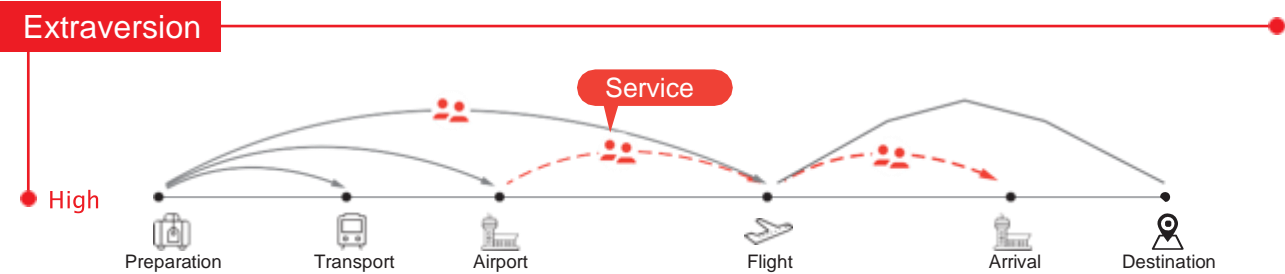 Extraversion
Service
High
Preparation
Transport
Airport
Flight
Arrival
Destination